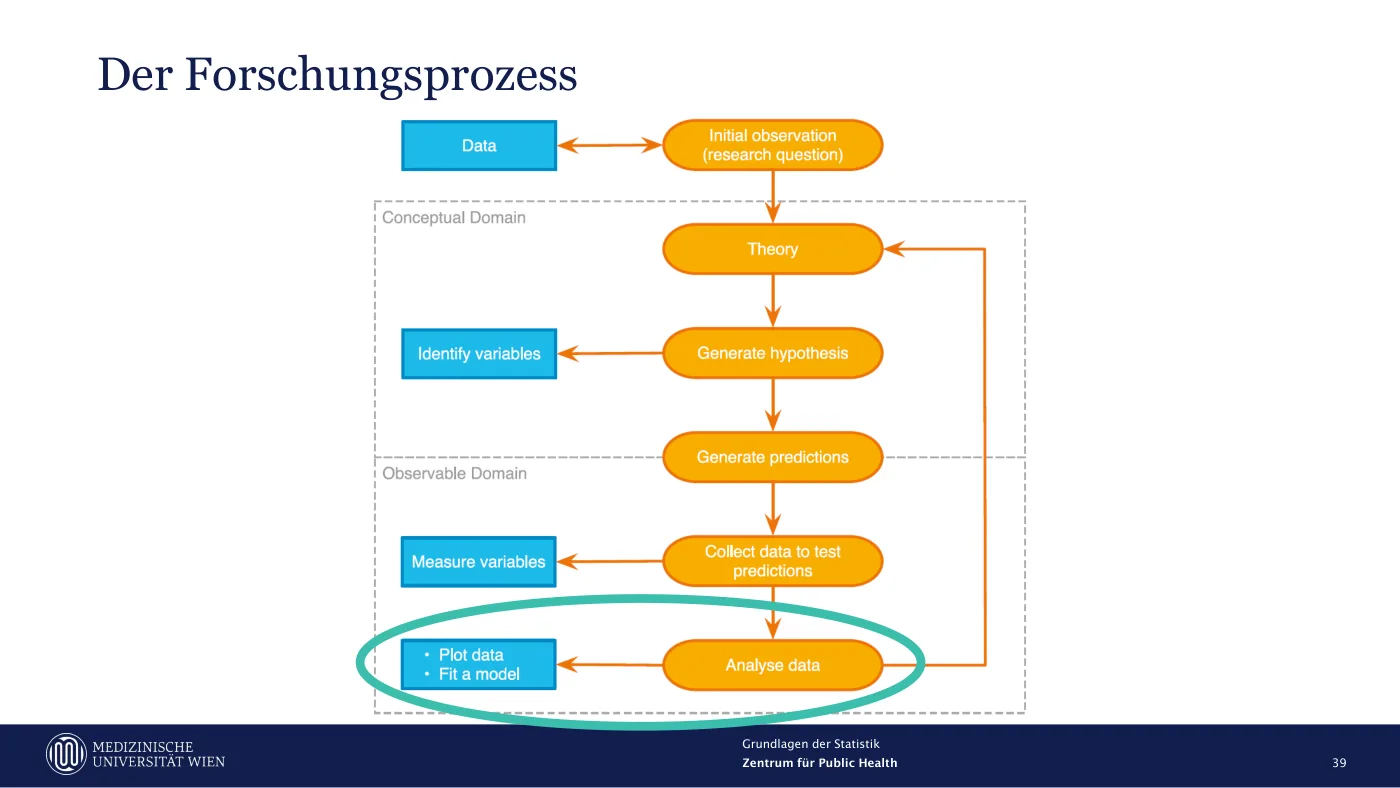 Der Forschungsprozess
Data
Initial observation
(research question)
Conceptual Domain
Theory
Identify variables
Generate hypothesis
Generate predictions
Observable Domain
Measure variables
Collect data to test
predictions
• Plot data
• Fit a model
Analyse data
MEDIZINISCHE
UNIVERSITÄT WIEN
Grundlagen der Statistik
Zentrum für Public Health
39